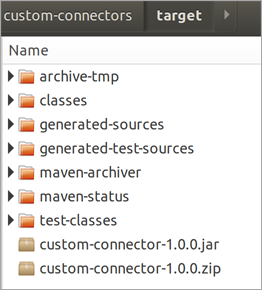 custom-connectors target
Name
archive-tmp
classes
generated-sources
generated-test-sources
maven-archiver
maven-status
test-classes
custom-connector-1.0.0.jar
custom-connector-1.0.0.zip